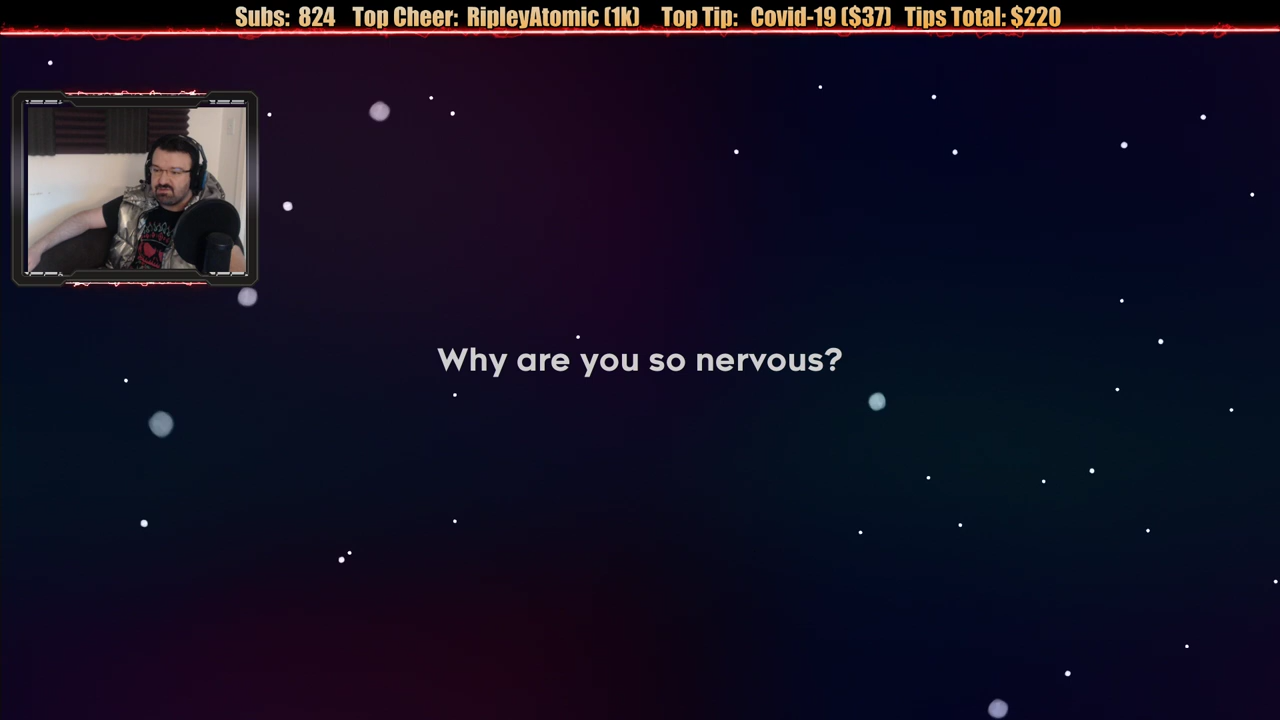 Subs: 824 Top Cheer: RipleyAtomic (1k) Top Tip: Covid-19 ($37) Tips Total: $220
Why are you so nervous?